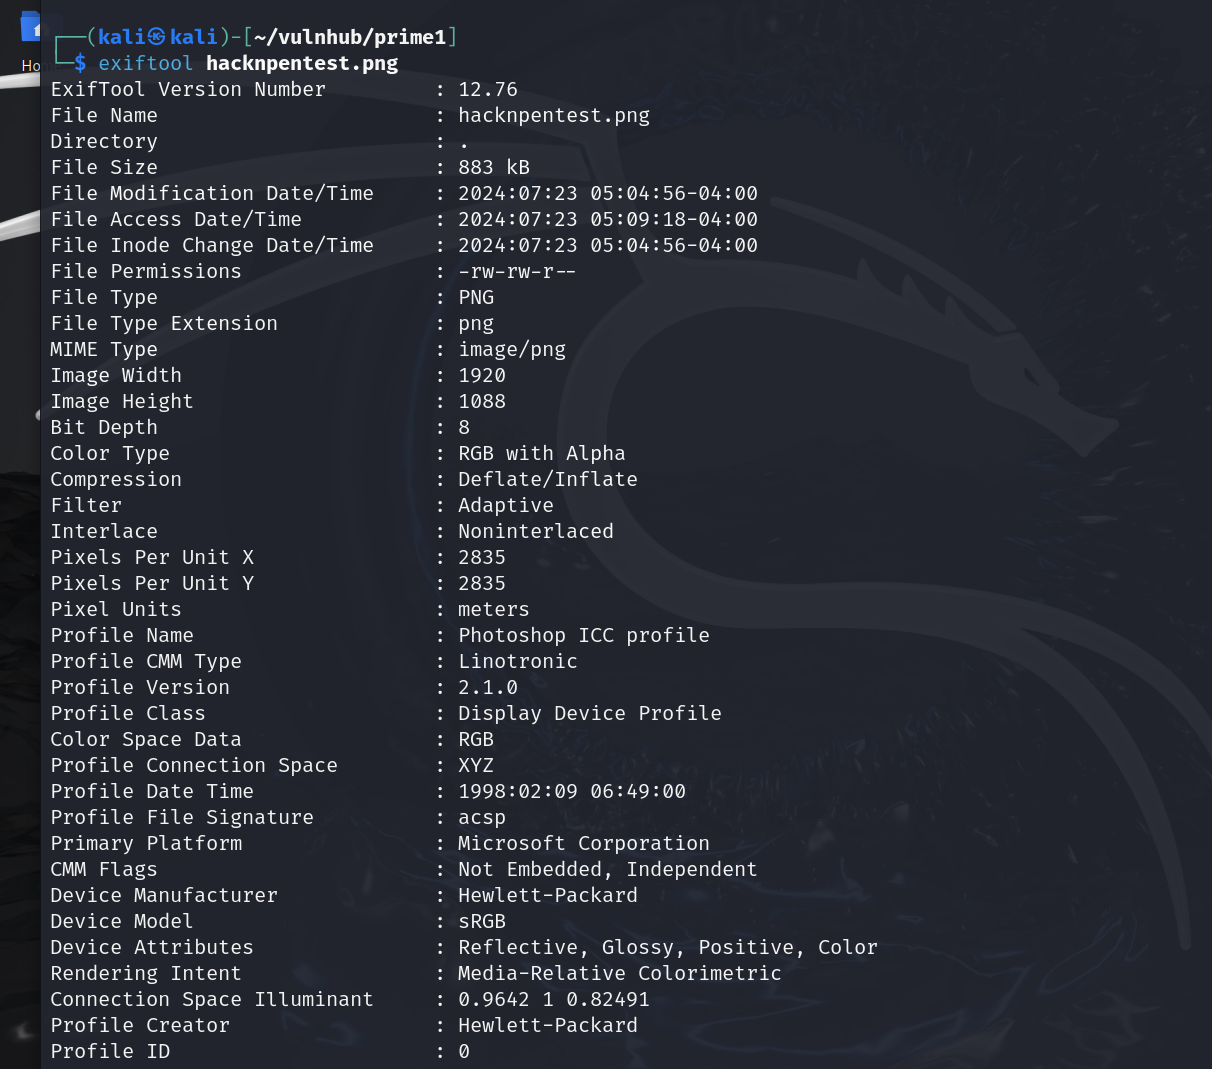 Ho
┌──(kali㉿kali)-[~/vulnhub/prime1]
└─$ exiftool hacknpentest.png
ExifTool Version Number         : 12.76
File Name                       : hacknpentest.png
Directory                       : .
File Size                       : 883 kB
File Modification Date/Time     : 2024:07:23 05:04:56-04:00
File Access Date/Time           : 2024:07:23 05:09:18-04:00
File Inode Change Date/Time     : 2024:07:23 05:04:56-04:00
File Permissions                : -rw-rw-r--
File Type                       : PNG
File Type Extension             : png
MIME Type                       : image/png
Image Width                     : 1920
Image Height                    : 1088
Bit Depth                       : 8
Color Type                      : RGB with Alpha
Compression                     : Deflate/Inflate
Filter                          : Adaptive
Interlace                       : Noninterlaced
Pixels Per Unit X               : 2835
Pixels Per Unit Y               : 2835
Pixel Units                     : meters
Profile Name                    : Photoshop ICC profile
Profile CMM Type                : Linotronic
Profile Version                 : 2.1.0
Profile Class                   : Display Device Profile
Color Space Data                : RGB
Profile Connection Space        : XYZ
Profile Date Time               : 1998:02:09 06:49:00
Profile File Signature          : acsp
Primary Platform                : Microsoft Corporation
CMM Flags                       : Not Embedded, Independent
Device Manufacturer             : Hewlett-Packard
Device Model                    : sRGB
Device Attributes               : Reflective, Glossy, Positive, Color
Rendering Intent                : Media-Relative Colorimetric
Connection Space Illuminant     : 0.9642 1 0.82491
Profile Creator                 : Hewlett-Packard
Profile ID                      : 0